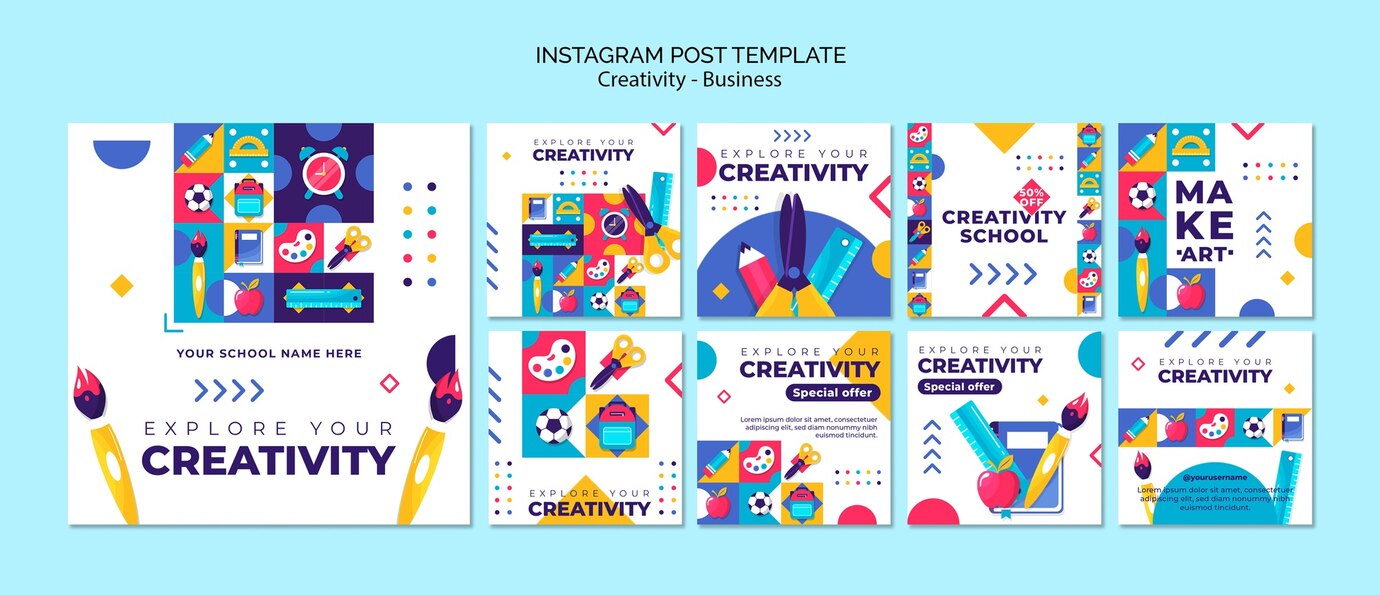 INSTAGRAM POST TEMPLATE
Creativity - Business
YOUR SCHOOL NAME HERE
EXPLORE YOUR
CREATIVITY
EXPLORE YOUR
CREATIVITY
EXPLORE YOUR
CREATIVITY
50%
OFF
CREATIVITY
SCHOOL
MA
KE
ART
EXPLORE YOUR
CREATIVITY
EXPLORE YOUR
CREATIVITY
Special offer
Lorem ipsum dolor sit amet, consectetuer
adipiscing elit, sed diam nonummy nibh
euismod tincidunt.
EXPLORE YOUR
CREATIVITY
Special offer
EXPLORE YOUR
CREATIVITY
@yourusername
Lorem ipsum dolor sit amet, consectetuer
adipiscing elit, sed diam nonummy nibh
euismod tincidunt.